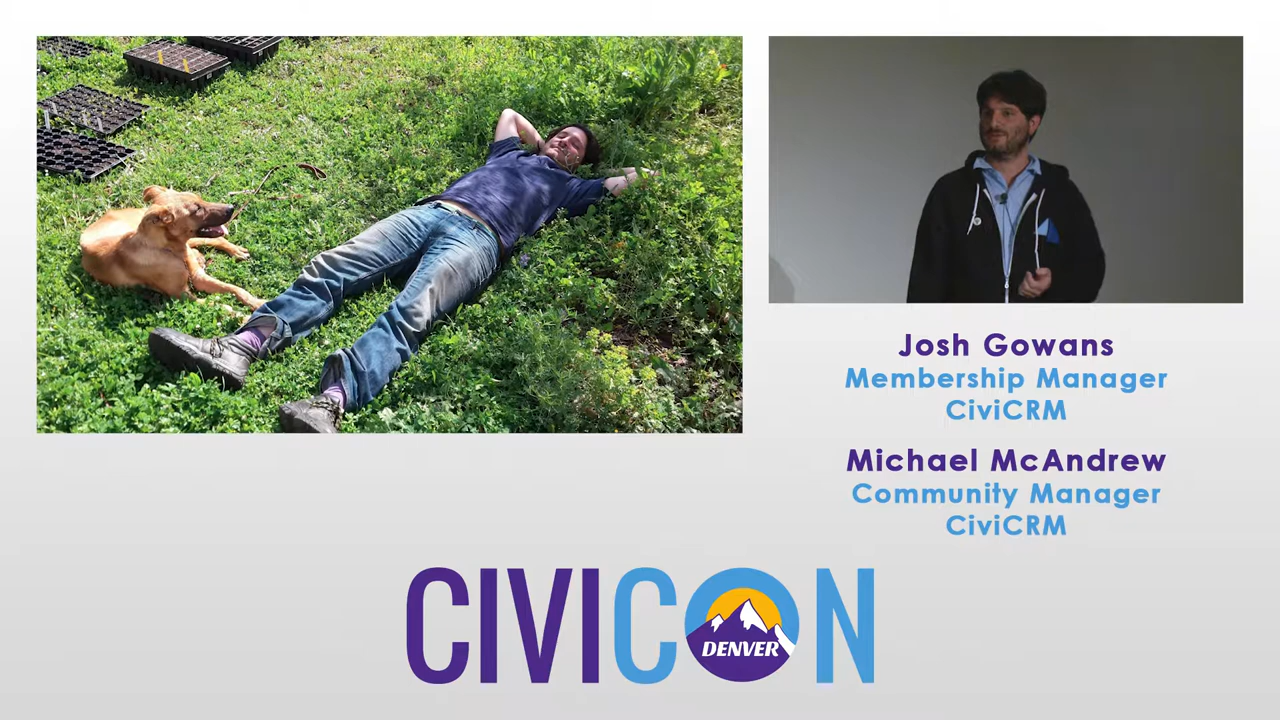 Josh Gowans
Membership Manager
CiviCRM
Michael McAndrew
Community Manager
CiviCRM
CIVICON
DENVER